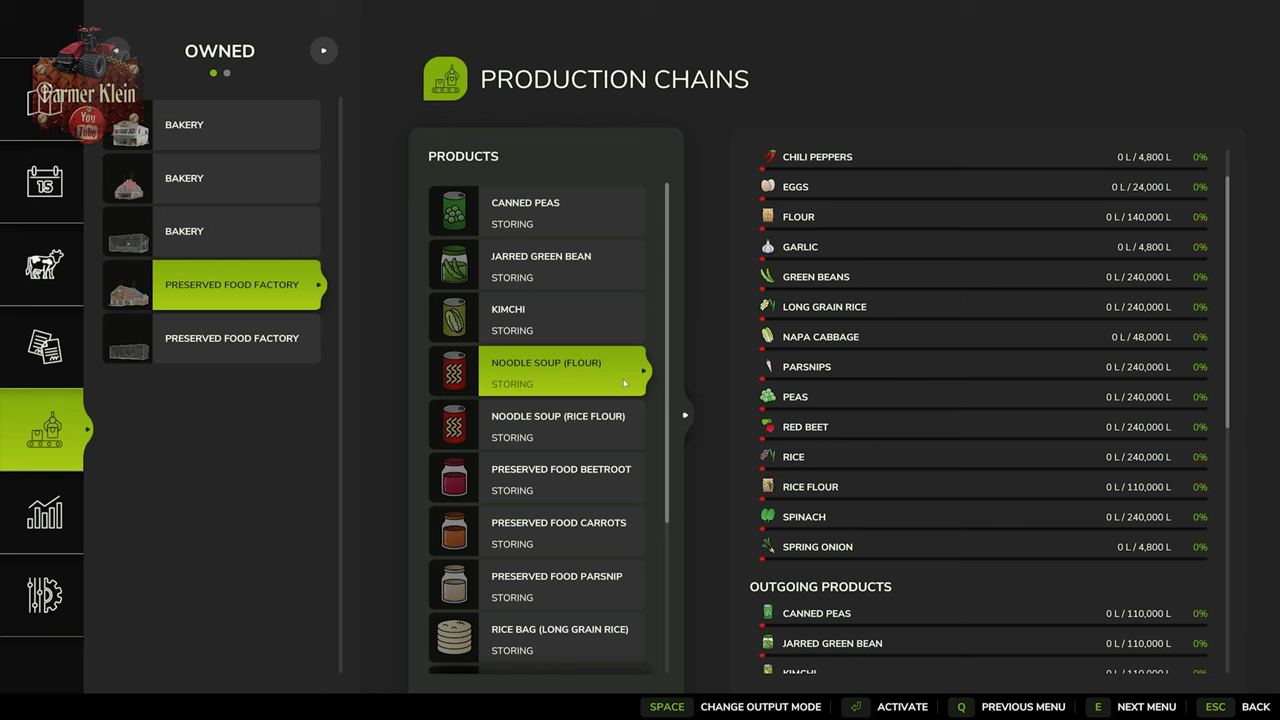 Farmer Klein
You
Tube
15
OWNED
BAKERY
BAKERY
BAKERY
PRESERVED FOOD FACTORY
PRESERVED FOOD FACTORY
PRODUCTION CHAINS
PRODUCTS
CANNED PEAS
STORING
JARRED GREEN BEAN
STORING
KIMCHI
STORING
NOODLE SOUP (FLOUR)
STORING
NOODLE SOUP (RICE FLOUR)
STORING
PRESERVED FOOD BEETROOT
STORING
PRESERVED FOOD CARROTS
STORING
PRESERVED FOOD PARSNIP
STORING
RICE BAG (LONG GRAIN RICE)
STORING
CHILI PEPPERS 0 L / 4,800 L 0%
EGGS 0 L / 24,000 L 0%
FLOUR 0 L / 140,000 L 0%
GARLIC 0 L / 4,800 L 0%
GREEN BEANS 0 L / 240,000 L 0%
LONG GRAIN RICE 0 L / 240,000 L 0%
NAPA CABBAGE 0 L / 48,000 L 0%
PARSNIPS 0 L / 240,000 L 0%
PEAS 0 L / 240,000 L 0%
RED BEET 0 L / 240,000 L 0%
RICE 0 L / 240,000 L 0%
RICE FLOUR 0 L / 110,000 L 0%
SPINACH 0 L / 240,000 L 0%
SPRING ONION 0 L / 4,800 L 0%
OUTGOING PRODUCTS
CANNED PEAS 0 L / 110,000 L 0%
JARRED GREEN BEAN 0 L / 110,000 L 0%
KIMCHI 0 L / 110,000 L 0%
SPACE CHANGE OUTPUT MODE ACTIVATE Q PREVIOUS MENU E NEXT MENU ESC BACK